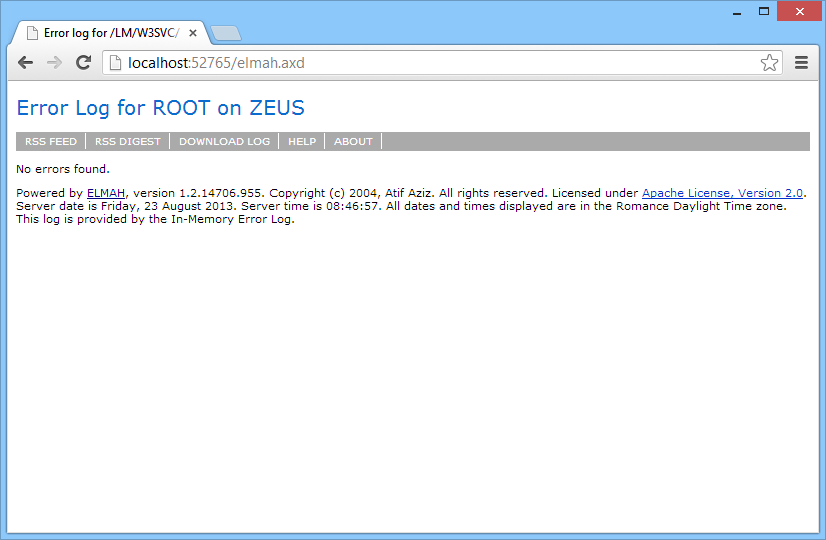 Error log for /LM/W3SVC/
localhost:52765/elmah.axd
Error Log for ROOT on ZEUS
RSS FEED RSS DIGEST DOWNLOAD LOG HELP ABOUT
No errors found.
Powered by ELMAH, version 1.2.14706.955. Copyright (c) 2004, Atif Aziz. All rights reserved. Licensed under Apache License, Version 2.0.
Server date is Friday, 23 August 2013. Server time is 08:46:57. All dates and times displayed are in the Romance Daylight Time zone.
This log is provided by the In-Memory Error Log.